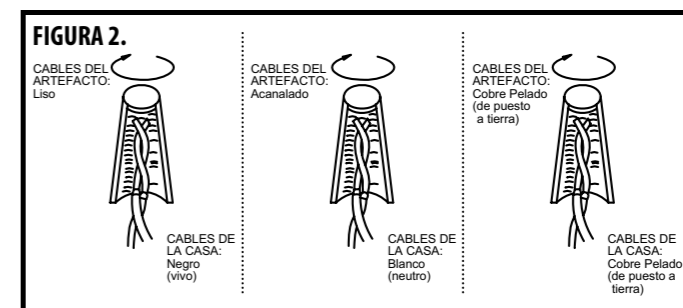 FIGURA 2.
CABLES DEL
ARTEFACTO:
Liso
CABLES DE
LA CASA:
Negro
(vivo)
CABLES DEL
ARTEFACTO:
Acanalado
CABLES DE
LA CASA:
Blanco
(neutro)
CABLES DEL
ARTEFACTO:
Cobre Pelado
(de puesto
a tierra)
CABLES DE
LA CASA:
Cobre Pelado
(de puesto a
tierra)